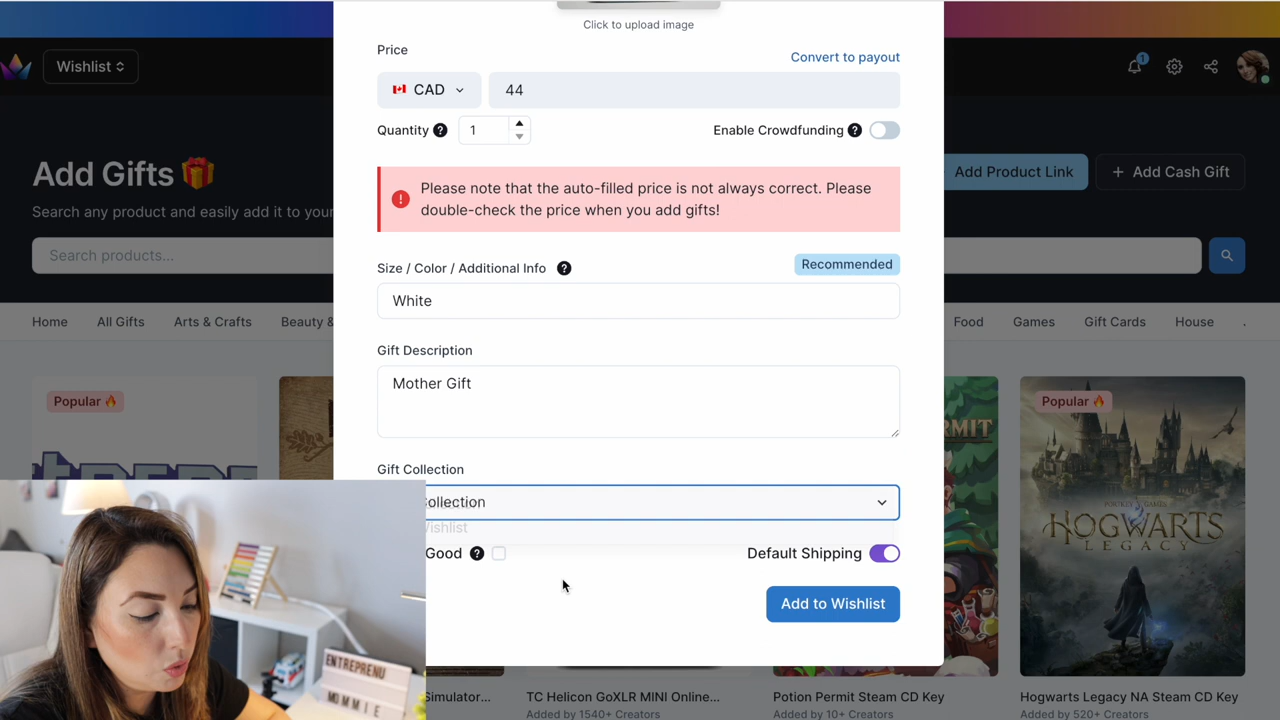 Click to upload image
Price
Convert to payout
CAD
44
Quantity
1
Enable Crowdfunding
Wishlist
1
Please note that the auto-filled price is not always correct. Please
double-check the price when you add gifts!
Add Gifts
Search any product and easily add it to your
Add Product Link
Add Cash Gift
Search products...
Size / Color / Additional Info
Recommended
White
Home
All Gifts
Arts & Crafts
Beauty &
Food
Games
Gift Cards
House
Gift Description
Mother Gift
Popular
Popular
Gift Collection
ollection
ishlist
Good
Default Shipping
Add to Wishlist
PORTKEY GAMES
HOGWARTS
LEGACY
ENTREPRENU
MOMMIE
Simulator...
TC Helicon GoXLR MINI Online...
Potion Permit Steam CD Key
Hogwarts Legacy NA Steam CD Key
Added by 1540+ Creators
Added by 10+ Creators
Added by 520+ Creators